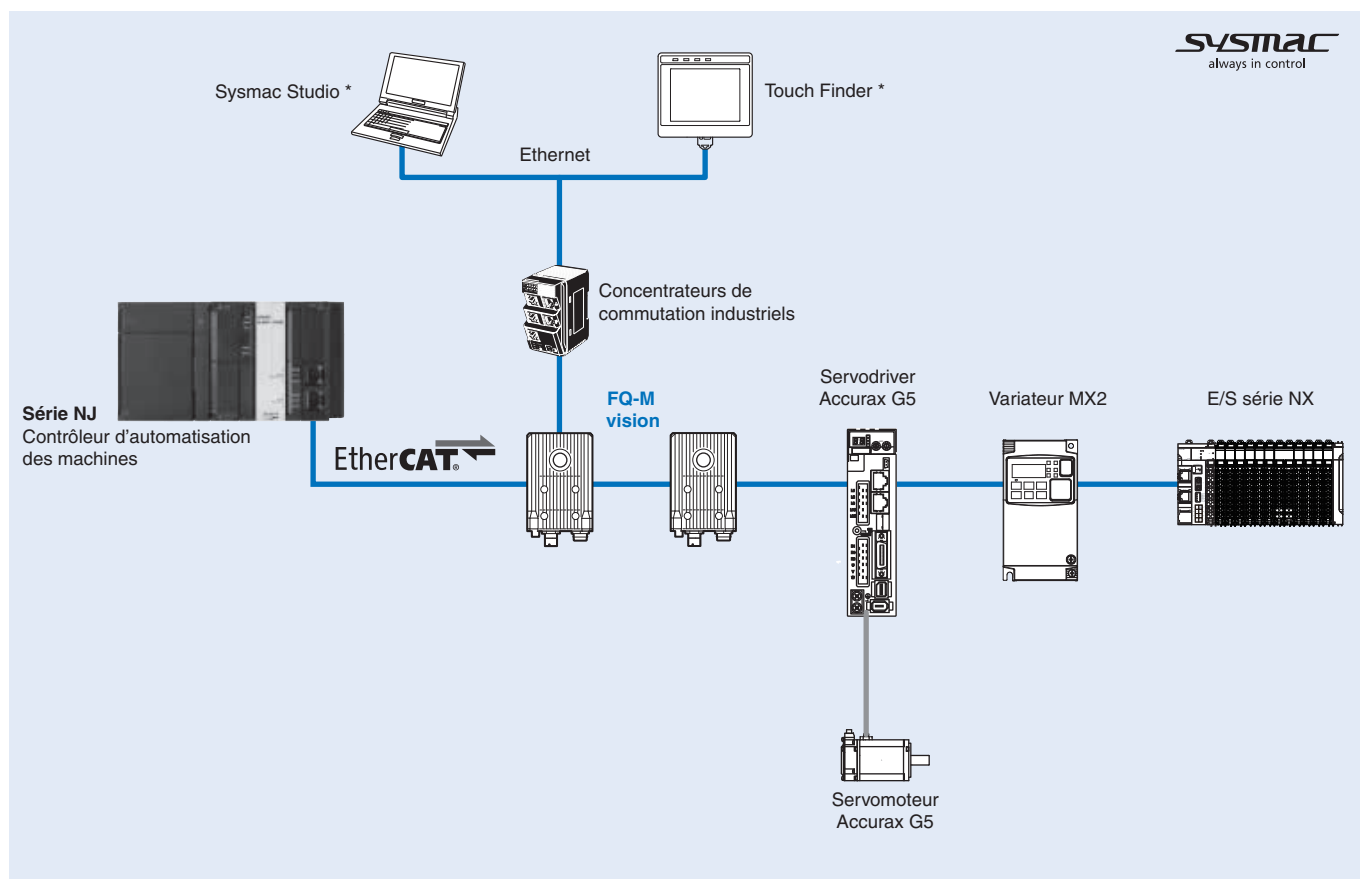 sysmac
always in control
Sysmac Studio *
Touch Finder *
Ethernet
Concentrateurs de
commutation industriels
Série NJ
Contrôleur d'automatisation
des machines
EtherCAT®
FQ-M
vision
Servodriver
Accurax G5
Variateur MX2
E/S série NX
Servomoteur
Accurax G5